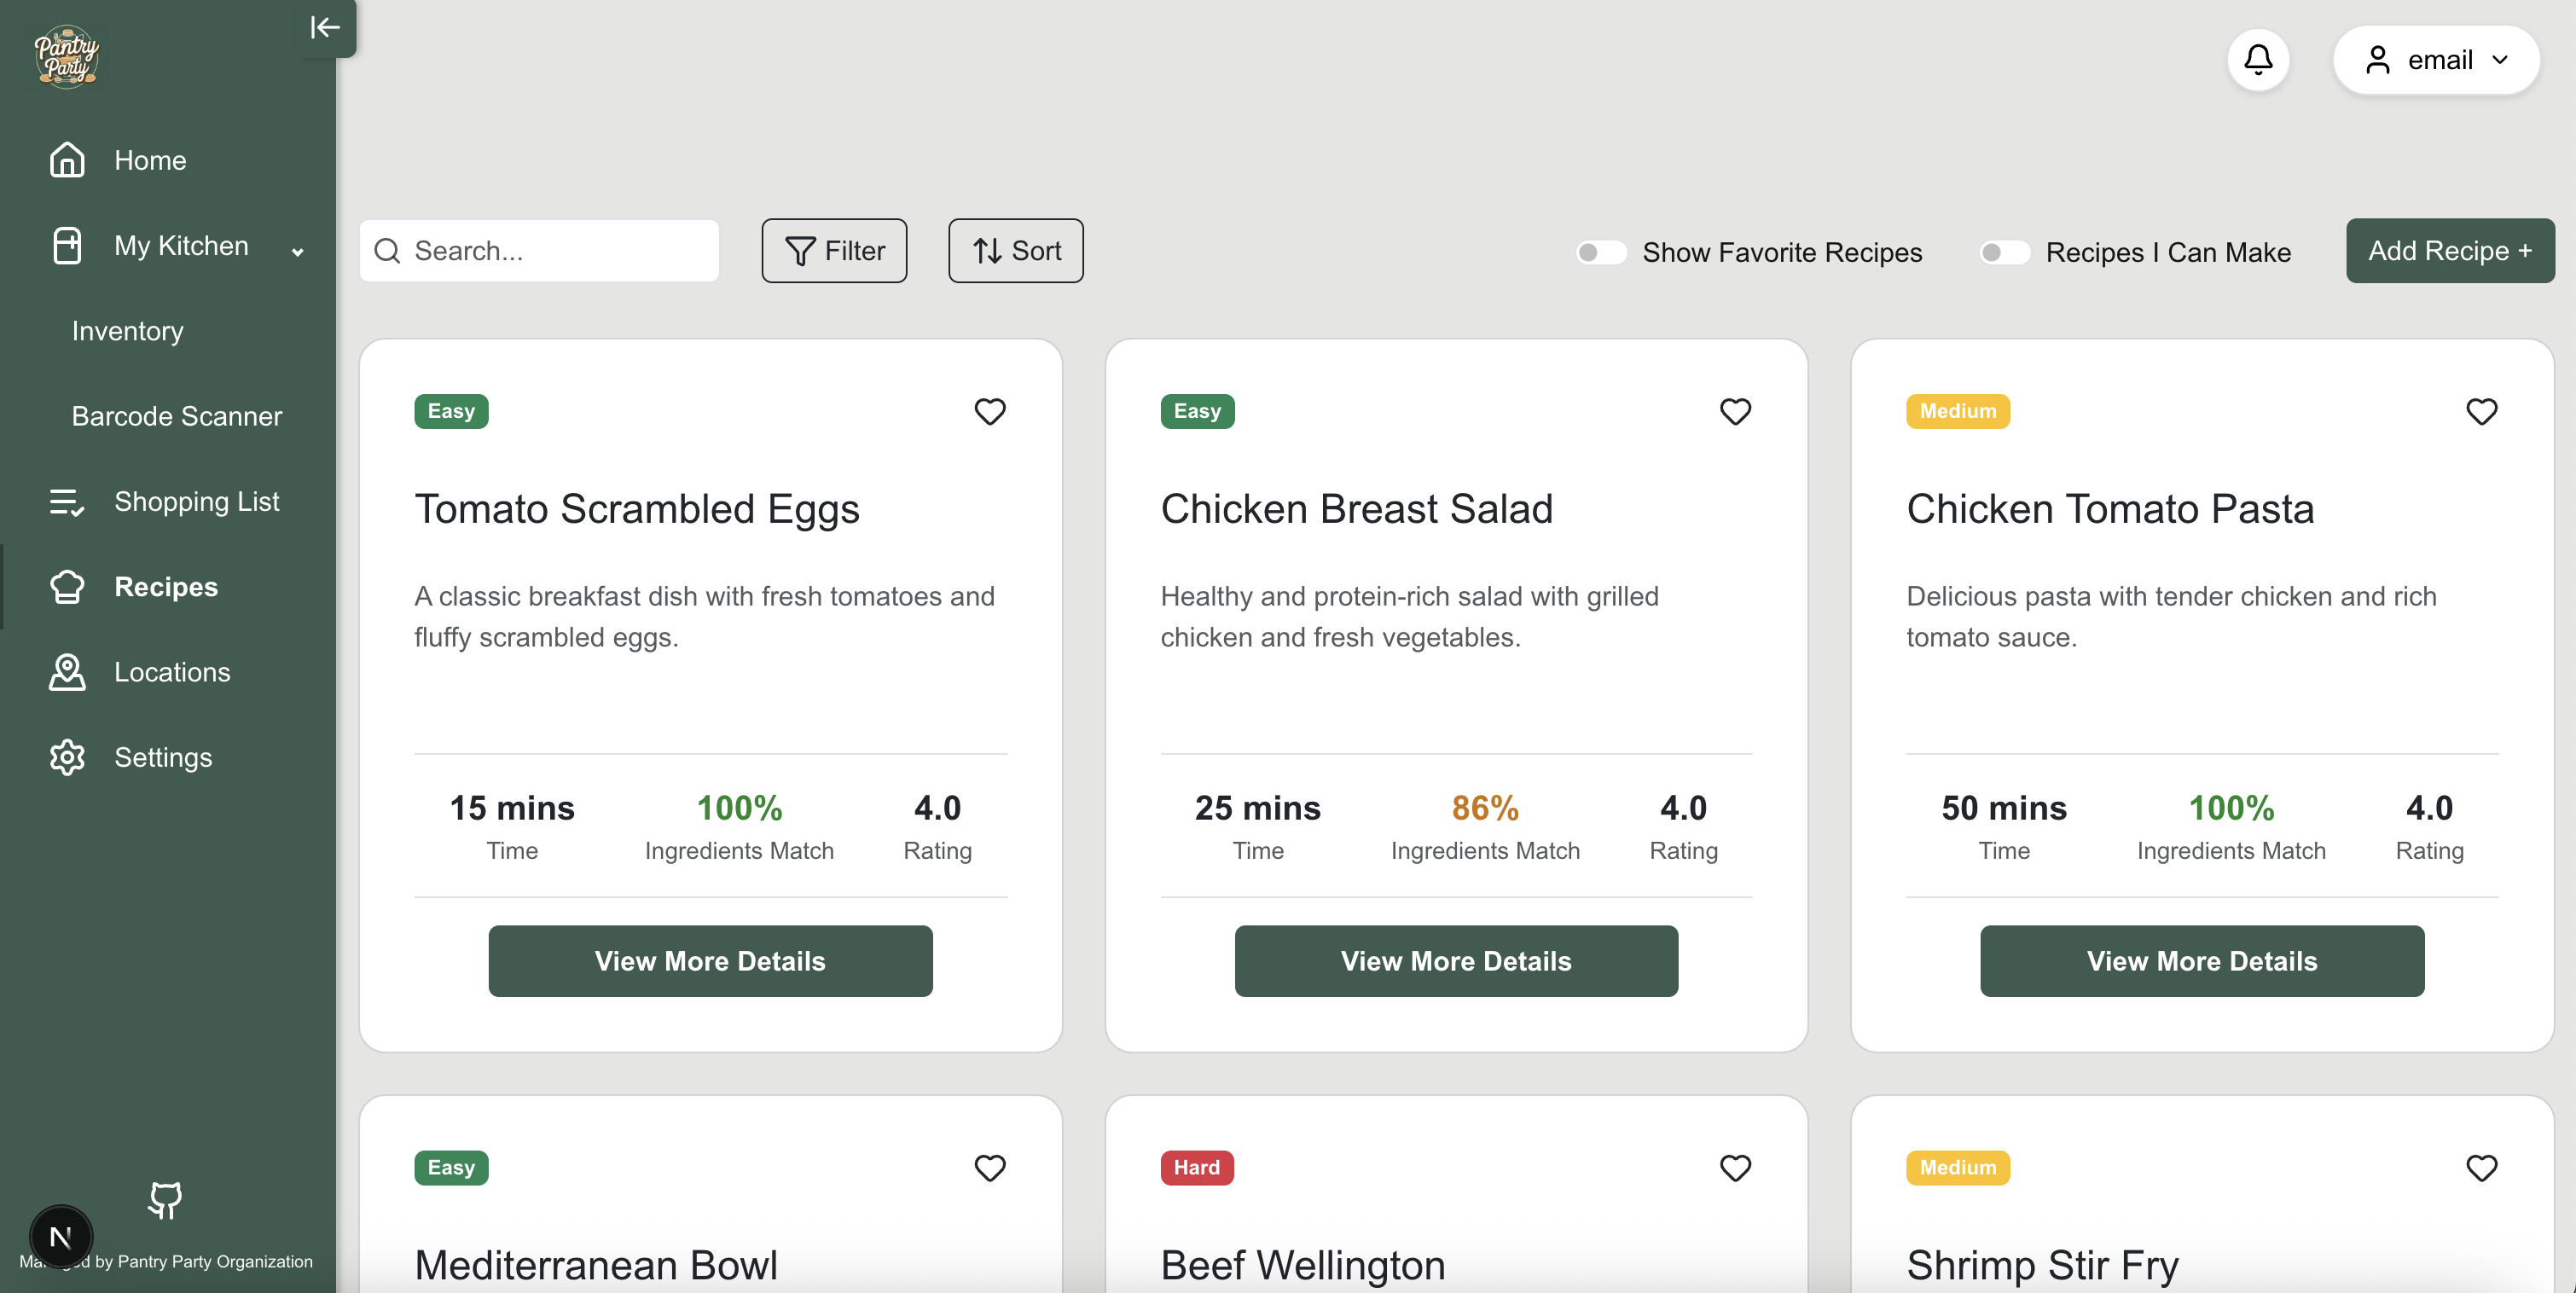 Pantry
Party
Home
My Kitchen
Inventory
Barcode Scanner
Shopping List
Recipes
Locations
Settings
N
by Pantry Party Organization
email
Search...
Filter
Sort
Show Favorite Recipes
Recipes I Can Make
Add Recipe +
Easy
Tomato Scrambled Eggs
A classic breakfast dish with fresh tomatoes and
fluffy scrambled eggs.
15 mins
Time
100%
Ingredients Match
4.0
Rating
View More Details
Easy
Chicken Breast Salad
Healthy and protein-rich salad with grilled
chicken and fresh vegetables.
25 mins
Time
86%
Ingredients Match
4.0
Rating
View More Details
Medium
Chicken Tomato Pasta
Delicious pasta with tender chicken and rich
tomato sauce.
50 mins
Time
100%
Ingredients Match
4.0
Rating
View More Details
Easy
Mediterranean Bowl
Hard
Beef Wellington
Medium
Shrimp Stir Fry